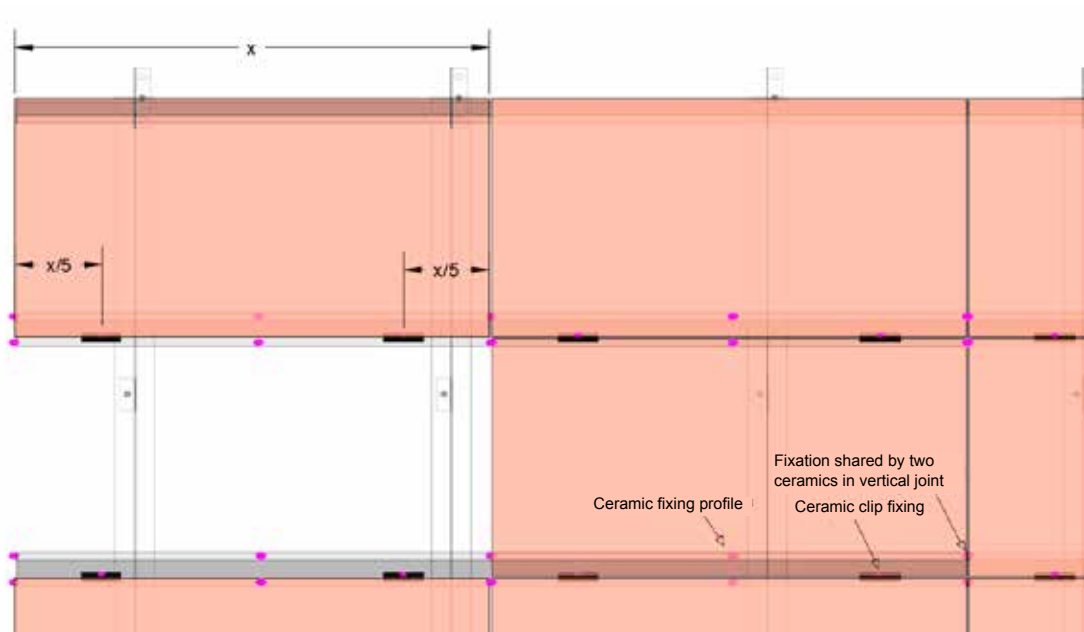 x
x/5
x/5
Fixation shared by two
ceramics in vertical joint
Ceramic fixing profile
Ceramic clip fixing